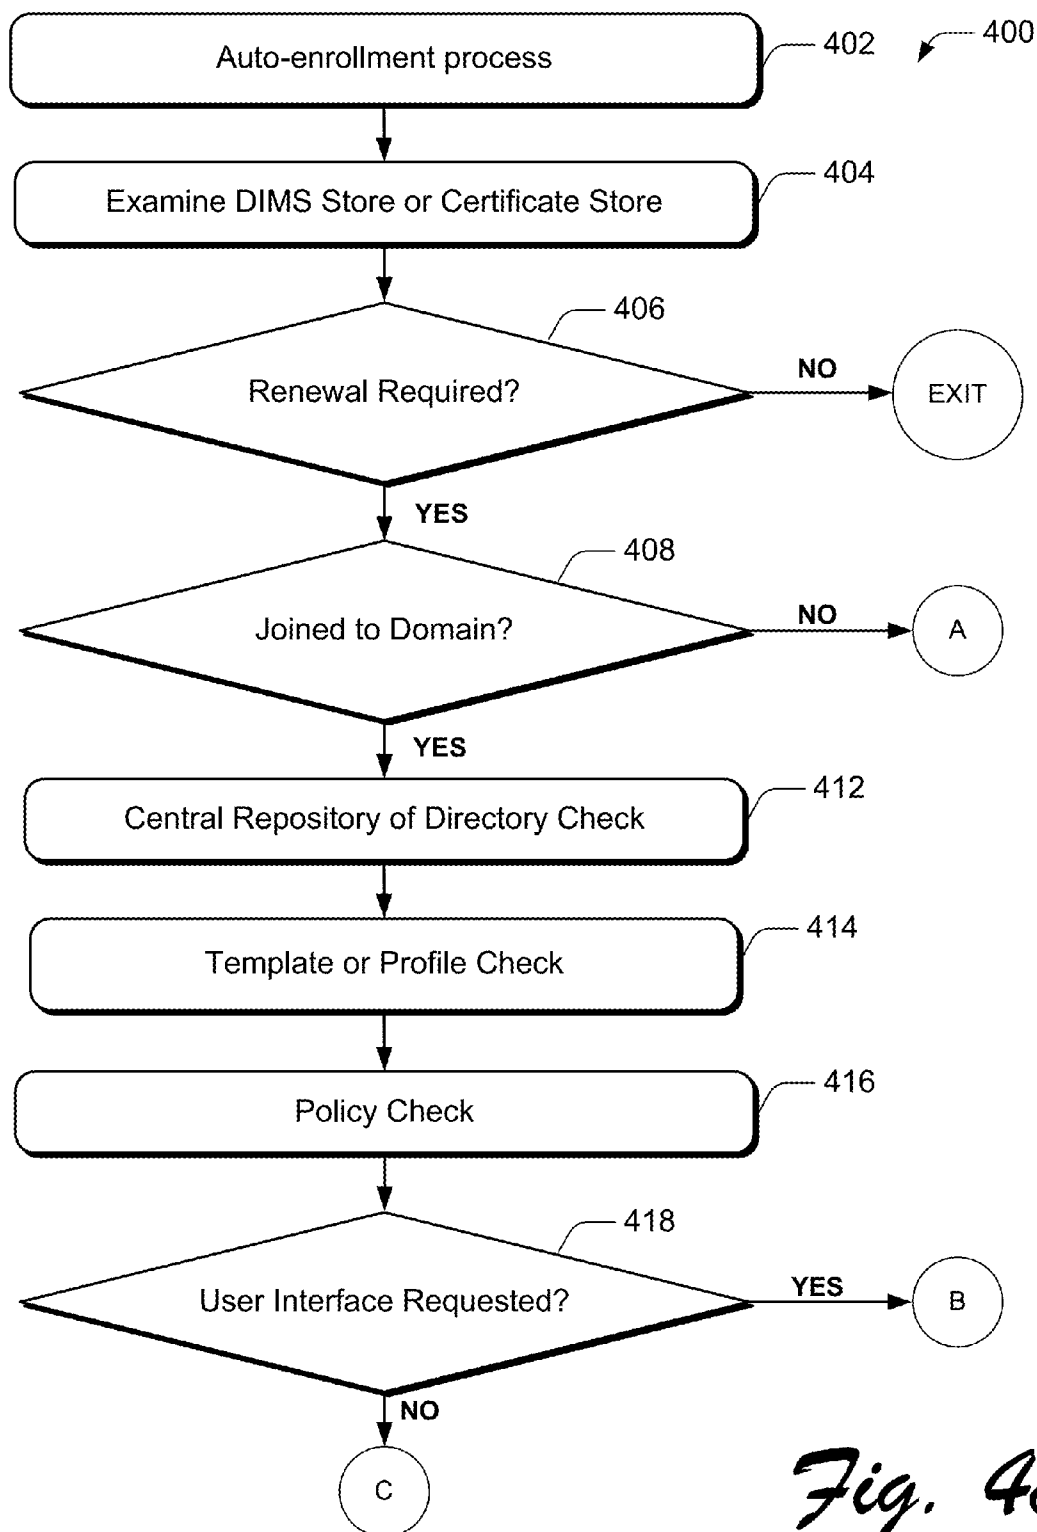 400
Auto-enrollment process
402
Examine DIMS Store or Certificate Store
404
406
Renewal Required?
NO
EXIT
YES
408
Joined to Domain?
NO
A
YES
Central Repository of Directory Check
412
Template or Profile Check
414
Policy Check
416
418
User Interface Requested?
YES
B
NO
C
Fig. 4